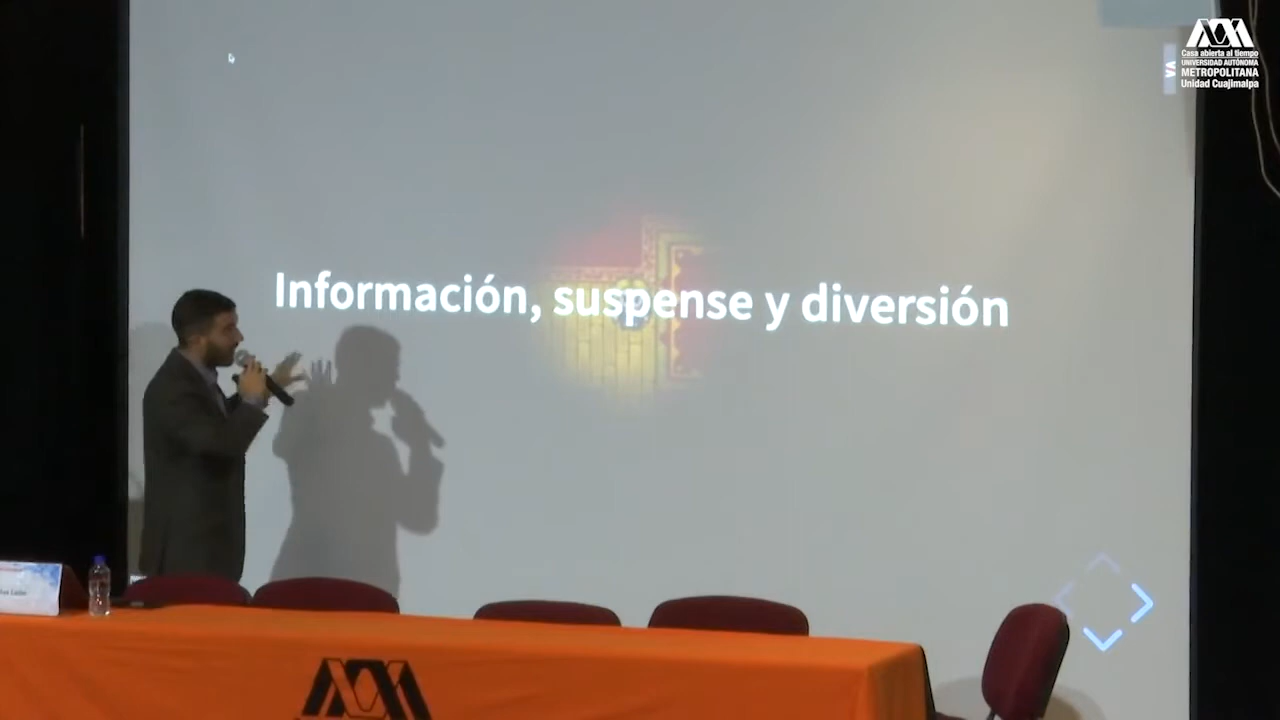 Casa abierta al tiempo
UNIVERSIDAD AUTÓNOMA
METROPOLITANA
Unidad Cuajimalpa
Información, suspense y diversión